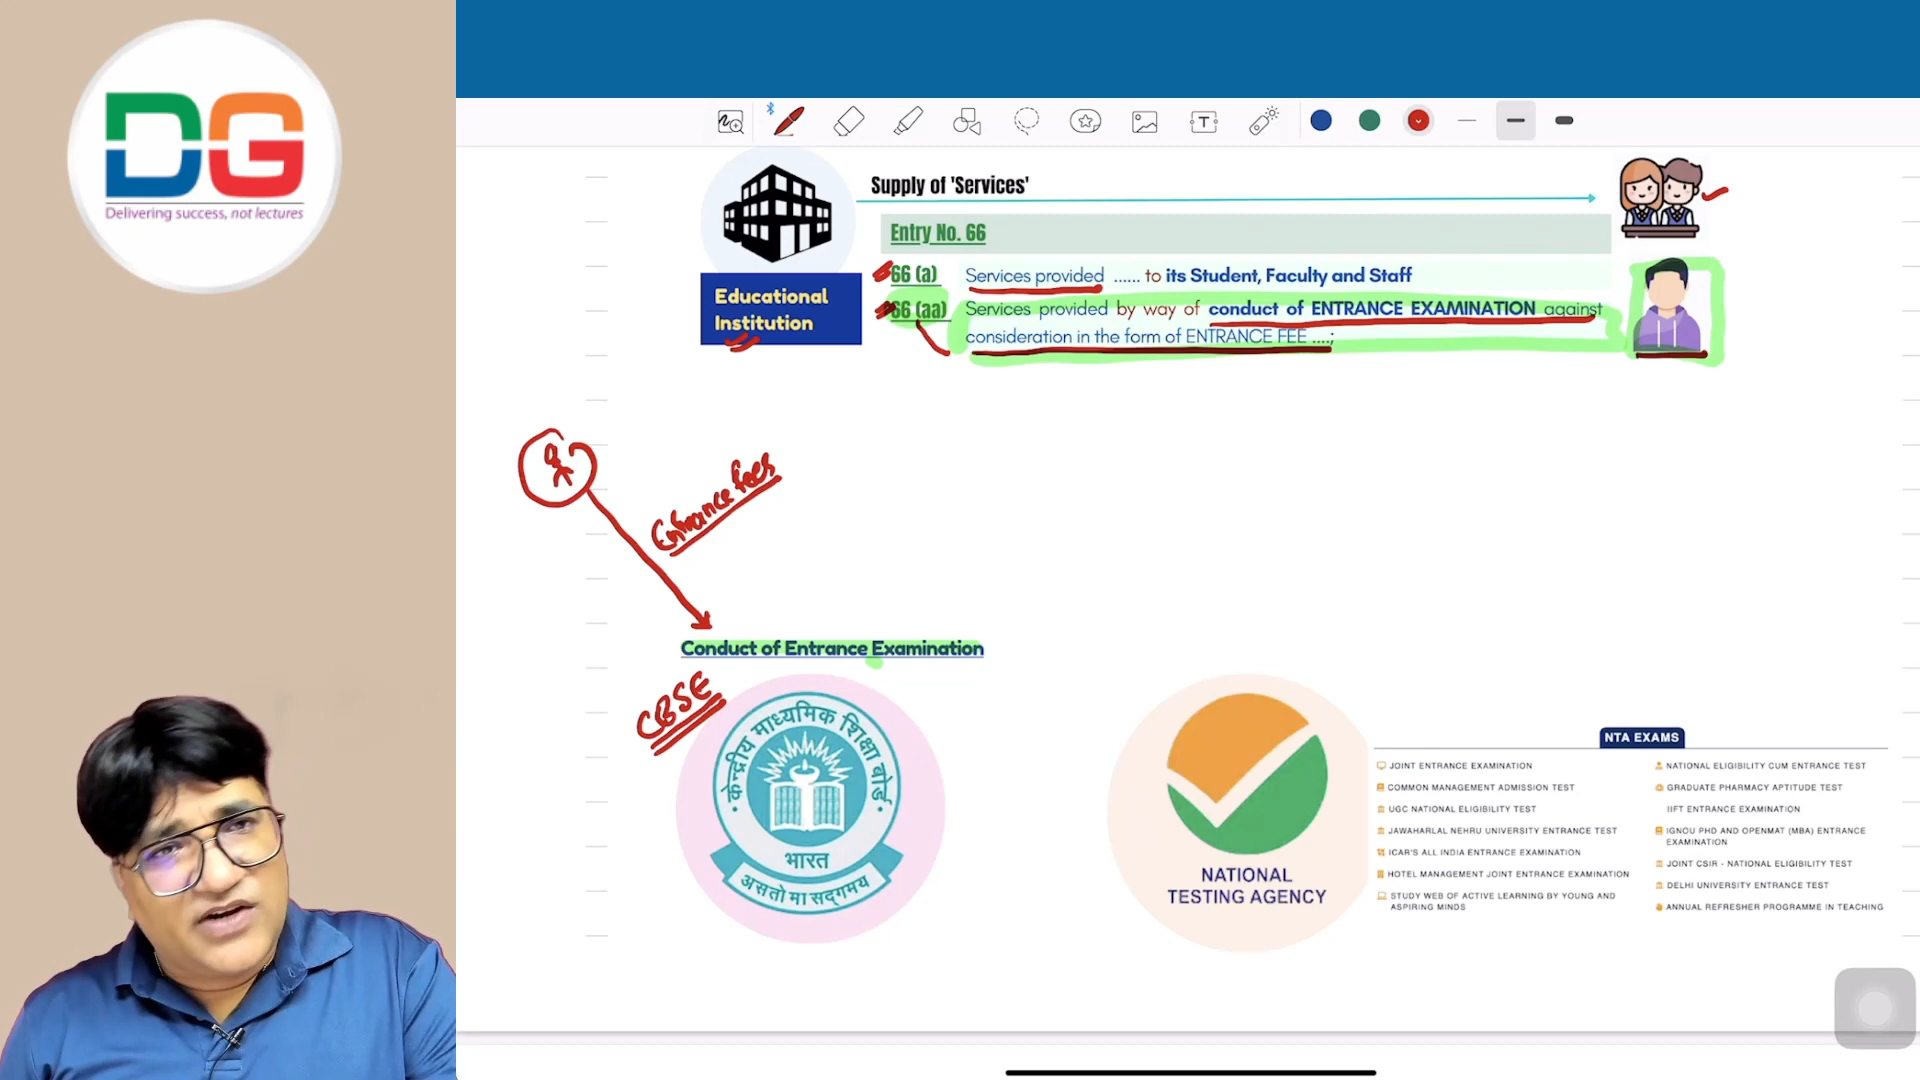 DG
Delivering success, not lectures
T
Supply of 'Services'
Entry No. 66
66 (a) Services provided ...... to its Student, Faculty and Staff
66 (aa) Services provided by way of conduct of ENTRANCE EXAMINATION against
consideration in the form of ENTRANCE FEE ....;
Educational
Institution
Entrance fees
Conduct of Entrance Examination
CBSE
केन्द्रीय माध्यमिक शिक्षा बोर्ड
भारत
असतो मा सद्गमय
NATIONAL
TESTING AGENCY
NTA EXAMS
JOINT ENTRANCE EXAMINATION
COMMON MANAGEMENT ADMISSION TEST
UGC NATIONAL ELIGIBILITY TEST
JAWAHARLAL NEHRU UNIVERSITY ENTRANCE TEST
ICAR'S ALL INDIA ENTRANCE EXAMINATION
HOTEL MANAGEMENT JOINT ENTRANCE EXAMINATION
STUDY WEB OF ACTIVE LEARNING BY YOUNG AND
ASPIRING MINDS
NATIONAL ELIGIBILITY CUM ENTRANCE TEST
GRADUATE PHARMACY APTITUDE TEST
IIFT ENTRANCE EXAMINATION
IGNOU PHD AND OPENMAT (MBA) ENTRANCE
EXAMINATION
JOINT CSIR - NATIONAL ELIGIBILITY TEST
DELHI UNIVERSITY ENTRANCE TEST
ANNUAL REFRESHER PROGRAMME IN TEACHING